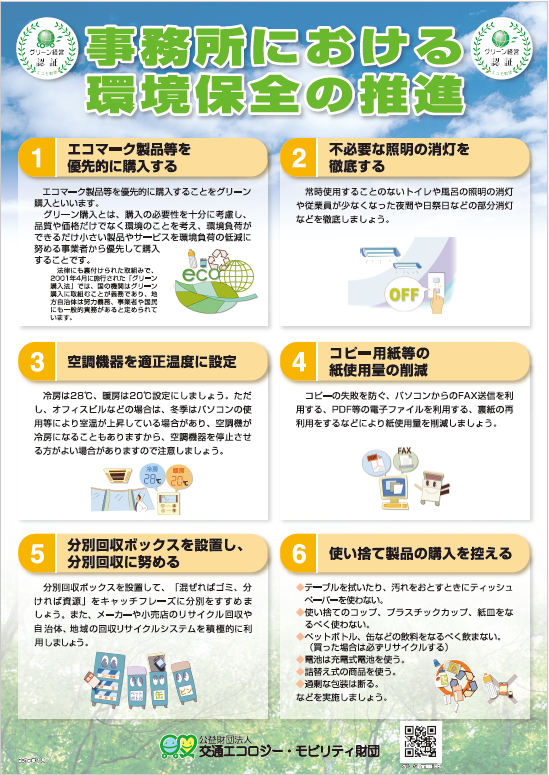 グリーン経営
認証
グリーン経営
認証
事務所における
環境保全の推進
1
エコマーク製品等を
優先的に購入する
エコマーク製品等を優先的に購入することをグリーン
購入といいます。
グリーン購入とは、購入の必要性を十分に考慮し、
品質や価格だけでなく環境のことを考え、環境負荷が
できるだけ小さい製品やサービスを環境負荷の低減に
努める事業者から優先して購入
することです。
法律にも裏付けられた取組みで、
2001年4月に施行された「グリーン
購入法」では、国の機関はグリーン
購入に取組むことが義務であり、地
方自治体は努力義務、事業者や国民
にも一般的責務があると定められて
います。
eco
2
不必要な照明の消灯を
徹底する
常時使用することのないトイレや風呂の照明の消灯
や従業員が少なくなった夜間や日祭日などの部分消灯
などを徹底しましょう。
OFF
3
空調機器を適正温度に設定
冷房は28℃、暖房は20℃設定にしましょう。ただ
し、オフィスビルなどの場合は、冬季はパソコンの使
用等により室温が上昇している場合があり、空調機が
冷房になることもありますから、空調機器を停止させ
る方がよい場合がありますので注意しましょう。
冷房
28℃
暖房
20℃
4
コピー用紙等の
紙使用量の削減
コピーの失敗を防ぐ、パソコンからのFAX送信を利
用する、PDF等の電子ファイルを利用する、裏紙の再
利用をするなどにより紙使用量を削減しましょう。
FAX
5
分別回収ボックスを設置し、
分別回収に努める
分別回収ボックスを設置して、「混ぜればゴミ、分
ければ資源」をキャッチフレーズに分別をすすめまし
ょう。また、メーカーや小売店のリサイクル回収や
自治体、地域の回収リサイクルシステムを積極的に利
用しましょう。
缶
ビン
6
使い捨て製品の購入を控える
◆テーブルを拭いたり、汚れをおとすときにティッシュ
ペーパーを使わない。
◆使い捨てのコップ、プラスチックカップ、紙皿をな
るべく使わない。
◆ペットボトル、缶などの飲料をなるべく飲まない。
（買った場合は必ずリサイクルする）
◆電池は充電式電池を使う。
◆詰替え式の商品を使う。
◆過剰な包装は断る。
などを実施しましょう。
公益財団法人
交通エコロジー・モビリティ財団